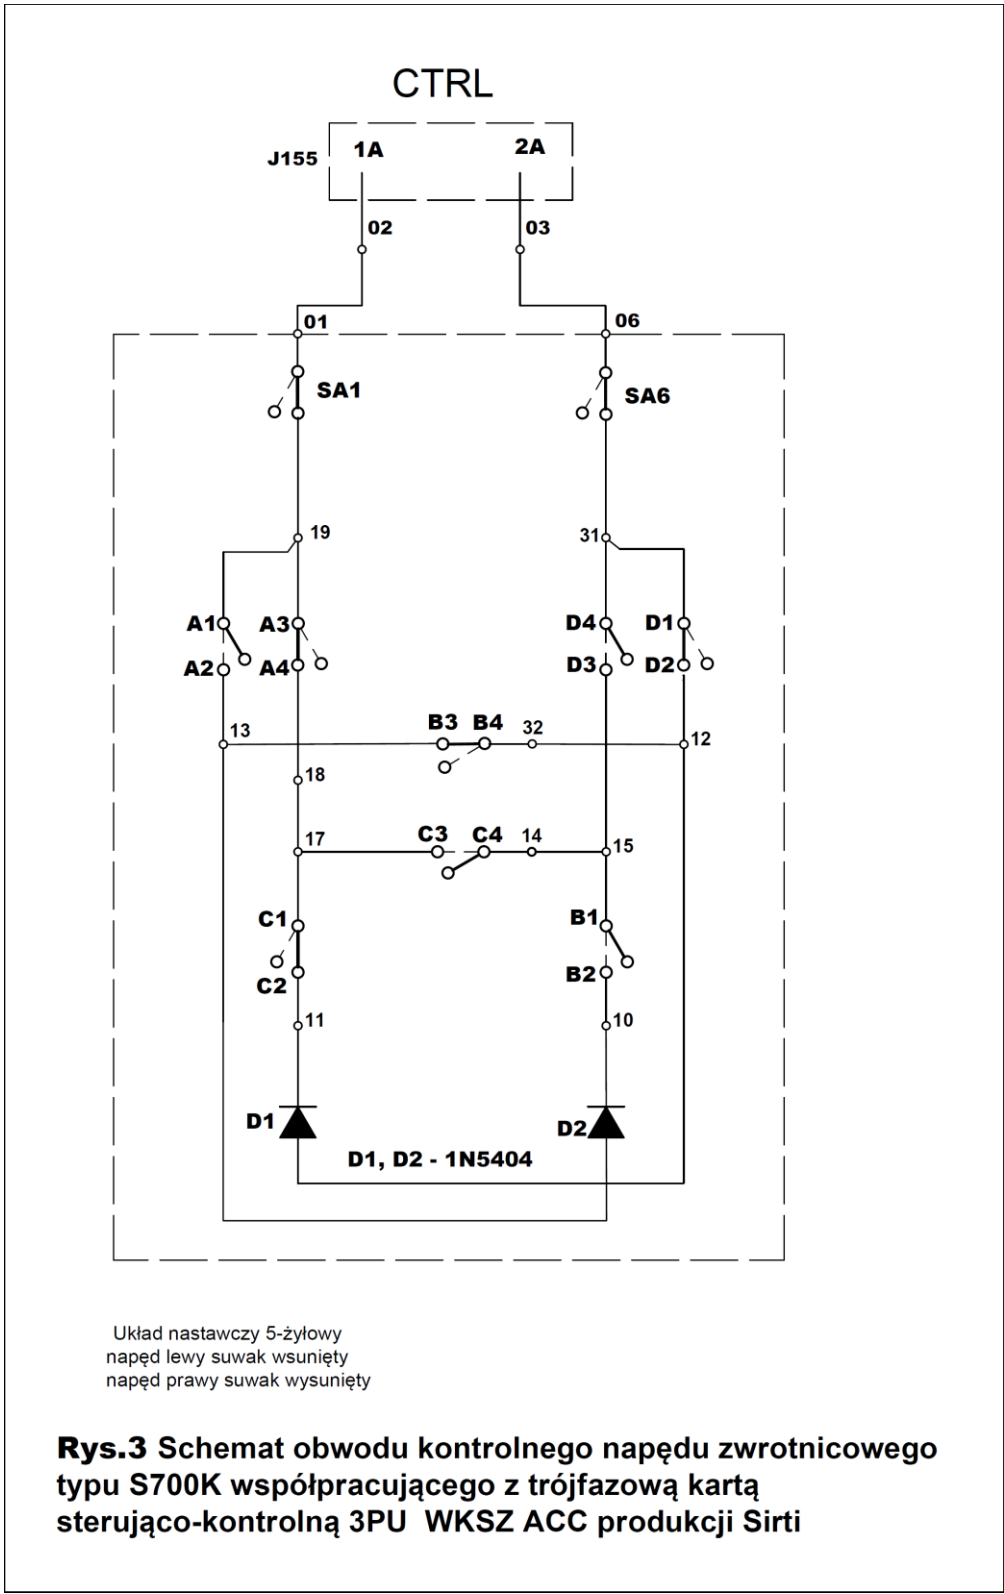 CTRL
J155 1A 2A
02 03
01 06
SA1 SA6
19 31
A1 A3 D4 D1
A2 A4 D3 D2
13 B3 B4 32 12
18
17 C3 C4 14 15
C1 B1
C2 B2
11 10
D1 D2
D1, D2 - 1N5404
Układ nastawczy 5-żyłowy
napęd lewy suwak wsunięty
napęd prawy suwak wysunięty
Rys.3 Schemat obwodu kontrolnego napędu zwrotnicowego
typu S700K współpracującego z trójfazową kartą
sterująco-kontrolną 3PU WKSZ ACC produkcji Sirti